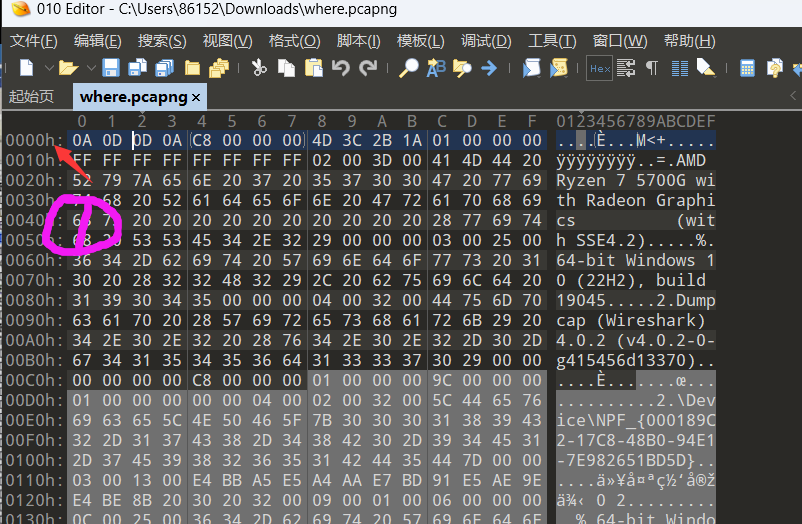 010 Editor - C:\Users\86152\Downloads\where.pcapng
文件(F) 编辑(E) 搜索(S) 视图(V) 格式(O) 脚本(I) 模板(L) 调试(D) 工具(T) 窗口(W) 帮助(H)
Hex
起始页 where.pcapng ×
0 1 2 3 4 5 6 7 8 9 A B C D E F 0123456789ABCDEF
0000h: 0A 0D 0D 0A C8 00 00 00 4D 3C 2B 1A 01 00 00 00 ....È...M<+.....
0010h: FF FF FF FF FF FF FF FF 02 00 3D 00 41 4D 44 20 ÿÿÿÿÿÿÿÿ..=.AMD
0020h: 52 79 7A 65 6E 20 37 20 35 37 30 30 47 20 77 69 Ryzen 7 5700G wi
0030h: 74 68 20 52 61 64 65 6F 6E 20 47 72 61 70 68 69 th Radeon Graphi
0040h: 63 73 20 20 20 20 20 20 20 20 20 20 28 77 69 74 cs (wit
0050h: 68 20 53 53 45 34 2E 32 29 00 00 00 03 00 25 00 h SSE4.2).....%.
0060h: 36 34 2D 62 69 74 20 57 69 6E 64 6F 77 73 20 31 64-bit Windows 1
0070h: 30 20 28 32 32 48 32 29 2C 20 62 75 69 6C 64 20 0 (22H2), build
0080h: 31 39 30 34 35 00 00 00 04 00 32 00 44 75 6D 70 19045.....2.Dump
0090h: 63 61 70 20 28 57 69 72 65 73 68 61 72 6B 29 20 cap (Wireshark)
00A0h: 34 2E 30 2E 32 20 28 76 34 2E 30 2E 32 2D 30 2D 4.0.2 (v4.0.2-0-
00B0h: 67 34 31 35 34 35 36 64 31 33 33 37 30 29 00 00 g415456d13370)..
00C0h: 00 00 00 00 C8 00 00 00 01 00 00 00 9C 00 00 00 ....È.......œ...
00D0h: 01 00 00 00 00 00 04 00 02 00 32 00 5C 44 65 76 ..........2.\Dev
00E0h: 69 63 65 5C 4E 50 46 5F 7B 30 30 30 31 38 39 43 ice\NPF_{000189C
00F0h: 32 2D 31 37 43 38 2D 34 38 42 30 2D 39 34 45 31 2-17C8-48B0-94E1
0100h: 2D 37 45 39 38 32 36 35 31 42 44 35 44 7D 00 00 -7E982651BD5D}..
0110h: 03 00 13 00 E4 BB A5 E5 A4 AA E7 BD 91 E5 AE 9E ....ä»¥å¤ªç½‘å®ž
0120h: E4 BE 8B 20 30 20 32 00 09 00 01 00 06 00 00 00 ä¾‹ 0 2.........
0130h: 0C 00 25 00 36 34 2D 62 69 74 20 57 69 6E 64 6F ..%.64-bit Windo